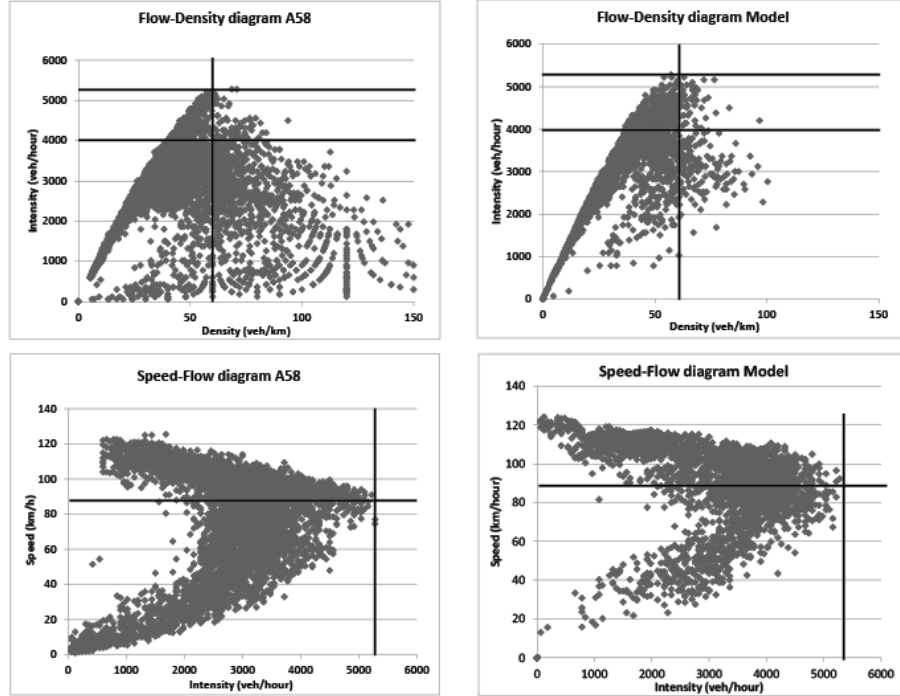 Flow-Density diagram A58
Intensity (veh/hour)
6000
5000
4000
3000
2000
1000
0
0 50 100 150
Density (veh/km)
Flow-Density diagram Model
Intensity (veh/hour)
6000
5000
4000
3000
2000
1000
0
0 50 100 150
Density (veh/km)
Speed-Flow diagram A58
Speed (km/h)
140
120
100
80
60
40
20
0
0 1000 2000 3000 4000 5000 6000
Intensity (veh/hour)
Speed-Flow diagram Model
Speed (km/hour)
140
120
100
80
60
40
20
0
0 1000 2000 3000 4000 5000 6000
Intensity (veh/hour)